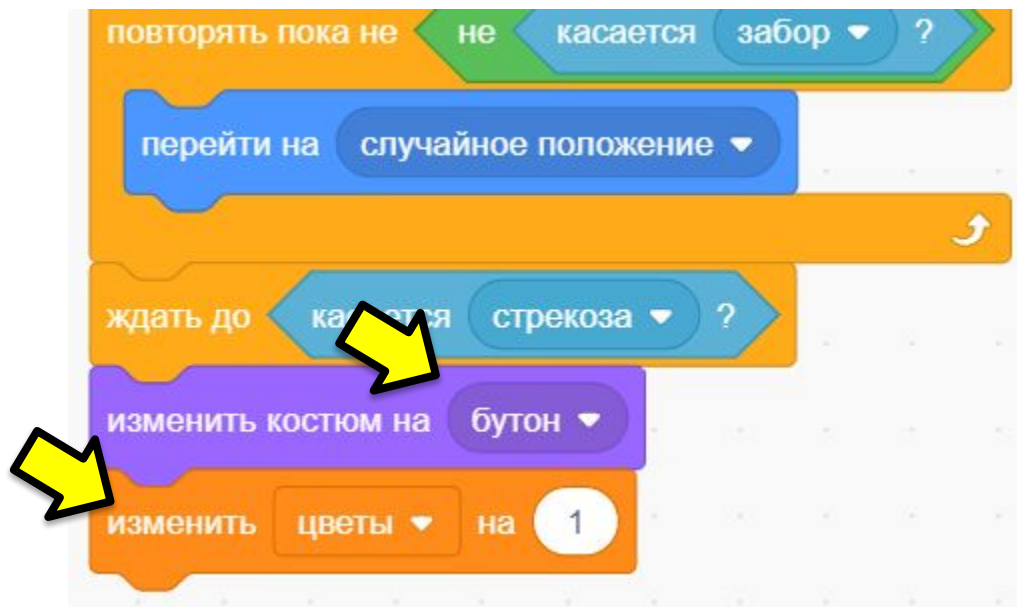 повторять пока не не касается забор ?
перейти на случайное положение
ждать до касается стрекоза ?
изменить костюм на бутон
изменить цветы на 1